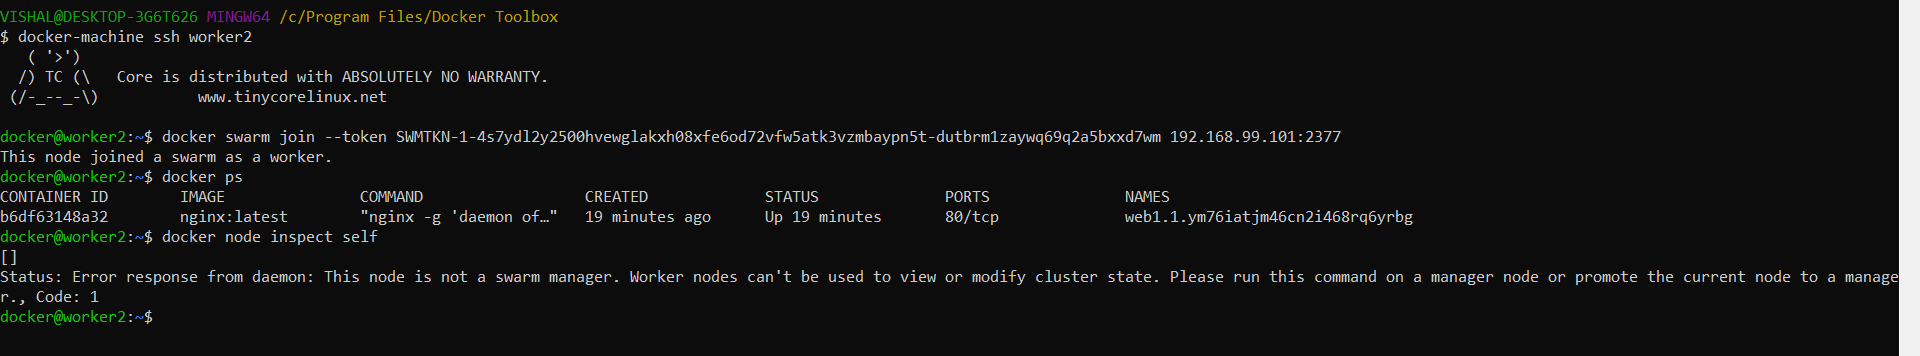 VISHAL@DESKTOP-3G6T626 MINGW64 /c/Program Files/Docker Toolbox
$ docker-machine ssh worker2
   ( '>')
  /) TC (\   Core is distributed with ABSOLUTELY NO WARRANTY.
 (/-_--_-\)           www.tinycorelinux.net

docker@worker2:~$ docker swarm join --token SWMTKN-1-4s7ydl2y2500hvewglakxh08xfe6od72vfw5atk3vzmbaypn5t-dutbrm1zaywq69q2a5bxxd7wm 192.168.99.101:2377
This node joined a swarm as a worker.
docker@worker2:~$ docker ps
CONTAINER ID        IMAGE               COMMAND                  CREATED             STATUS              PORTS               NAMES
b6df63148a32        nginx:latest        "nginx -g 'daemon of…"   19 minutes ago      Up 19 minutes       80/tcp              web1.1.ym76iatjm46cn2i468rq6yrbg
docker@worker2:~$ docker node inspect self
[]
Status: Error response from daemon: This node is not a swarm manager. Worker nodes can't be used to view or modify cluster state. Please run this command on a manager node or promote the current node to a manage
r., Code: 1
docker@worker2:~$